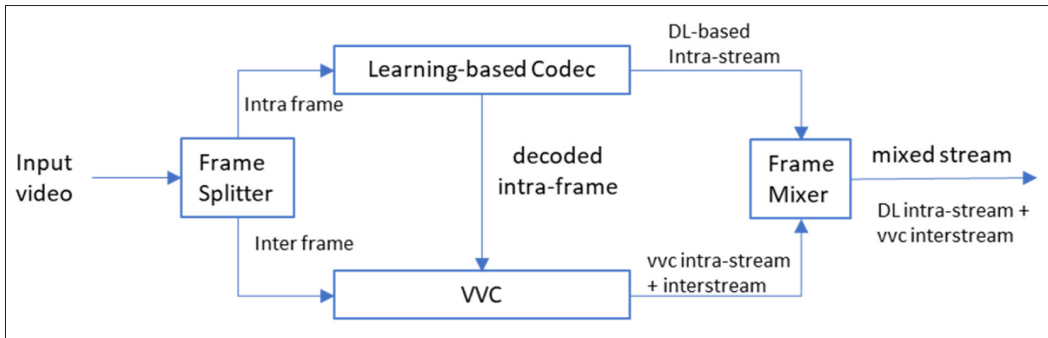 DL-based
Intra-stream
Learning-based Codec
Intra frame
Input
video
Frame
Splitter
decoded
intra-frame
Frame
Mixer
mixed stream
DL intra-stream +
vvc interstream
Inter frame
vvc intra-stream
+ interstream
VVC